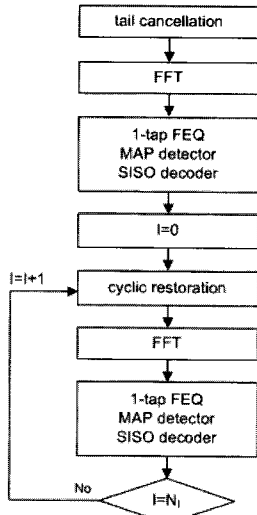 tail cancellation
FFT
1-tap FEQ
MAP detector
SISO decoder
I=0
I=I+1
cyclic restoration
FFT
1-tap FEQ
MAP detector
SISO decoder
No
I=Nı